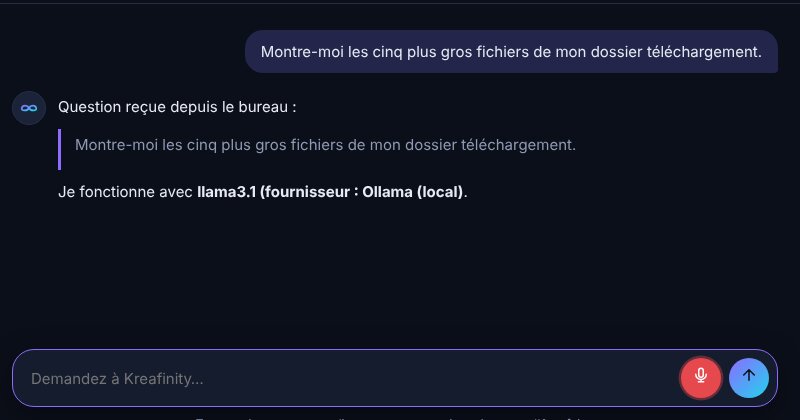 Montre-moi les cinq plus gros fichiers de mon dossier téléchargement.
Question reçue depuis le bureau :
Montre-moi les cinq plus gros fichiers de mon dossier téléchargement.
Je fonctionne avec llama3.1 (fournisseur : Ollama (local).
Demandez à Kreafinity...